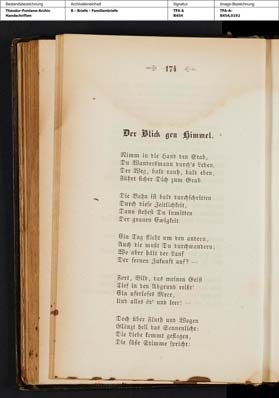 Bestandsbezeichnung
Archivalieneinheit
Signatur
Image-Bezeichnung
Theodor-Fontane-Archiv
Handschriften
B - Briefe - Familienbriefe
TFA A
B454
TFA-A-
B454,0192
174
Der Blick gen Himmel.
Nimm in die Hand den Stab,
Du Wandersmann durch's Leben,
Der Weg, bald rauh, bald eben,
Führt sicher Dich zum Grab.
Die Bahn ist bald durchschritten
Durch diese Zeitlichkeit,
Dann stehest Du inmitten
Der grauen Ewigkeit.
Ein Tag flieht um den andern,
Auch die mußt Du durchwandern;
Wo aber hält der Lauf
Der fernen Zukunft auf? —
Fort, Bild, das meinen Geist
Tief in den Abgrund reißt!
Ein uferloses Meer,
Und alles öd' und leer! —
Doch über Fluth und Wogen
Glänzt hell das Sonnenlicht:
Die Liebe kommt gezogen,
Die süße Stimme spricht: